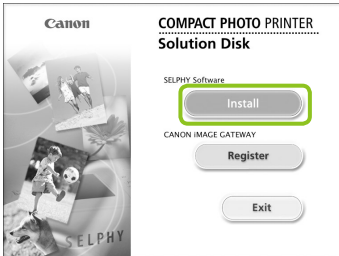 Canon
COMPACT PHOTO PRINTER
Solution Disk
SELPHY Software
Install
CANON iMAGE GATEWAY
Register
Exit
SELPHY